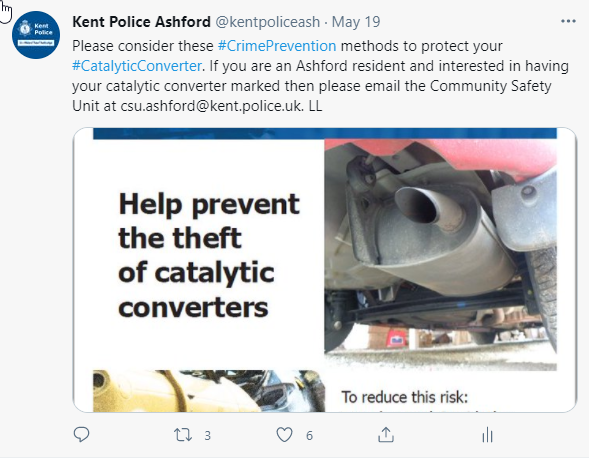 Kent Police Ashford @kentpoliceash · May 19
Kent
Police
Please consider these #CrimePrevention methods to protect your
#CatalyticConverter. If you are an Ashford resident and interested in having
your catalytic converter marked then please email the Community Safety
Unit at csu.ashford@kent.police.uk. LL
Help prevent
the theft
of catalytic
converters
To reduce this risk:
3
6